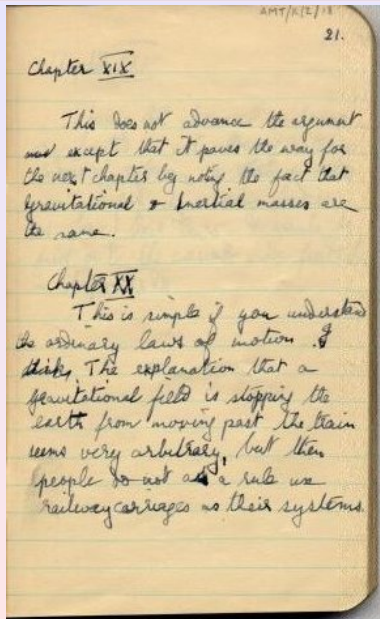 AMT/K/2/18
21.
Chapter XIX
This does not advance the argument
except that it paves the way for
the next chapter by noting the fact that
gravitational & Inertial masses are
the same.
Chapter XX
This is simple if you understand
the ordinary laws of motion. I
think, The explanation that a
gravitational field is stopping the
earth from moving past the train
seems very arbitrary, but then
people do not as a rule use
railway carriages as their systems.